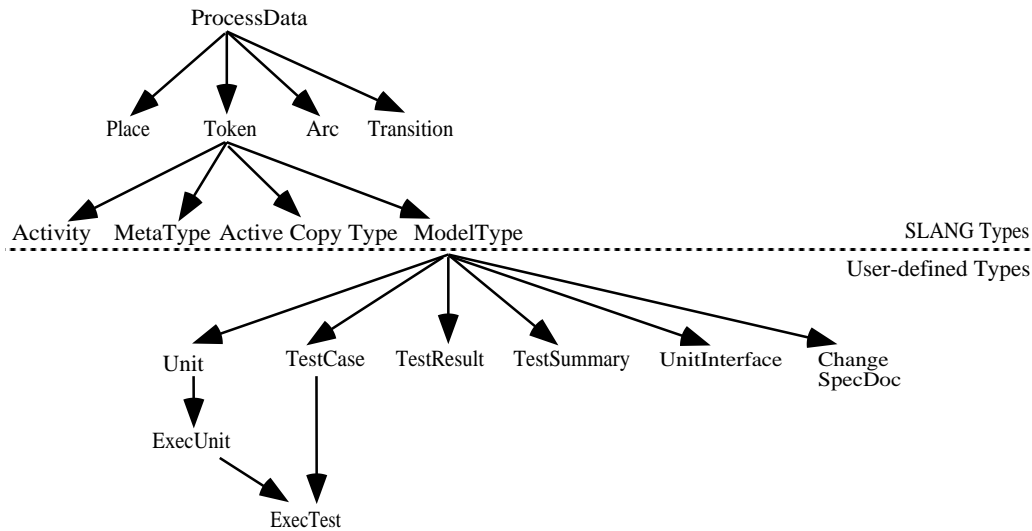 ProcessData
Place Token Arc Transition
Activity MetaType Active Copy Type ModelType
SLANG Types
User-defined Types
Unit TestCase TestResult TestSummary UnitInterface Change
SpecDoc
ExecUnit
ExecTest